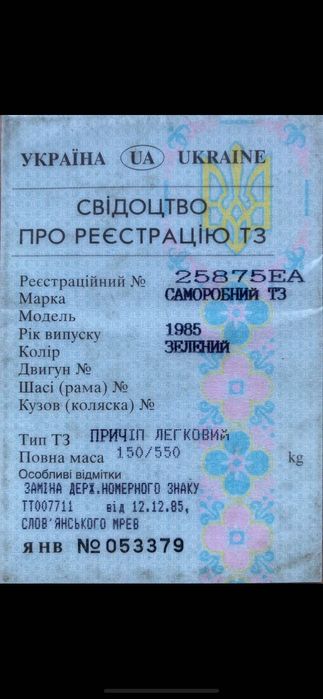 УКРАЇНА UA UKRAINE
СВІДОЦТВО
ПРО РЕЄСТРАЦІЮ ТЗ
Реєстраційний № 25875ЕА
Марка САМОРОБНИЙ ТЗ
Модель
Рік випуску 1985
Колір ЗЕЛЕНИЙ
Двигун №
Шасі (рама) №
Кузов (коляска) №
Тип ТЗ ПРИЧІП ЛЕГКОВИЙ
Повна маса 150/550 kg
Особливі відмітки
ЗАМІНА ДЕРЖ.НОМЕРНОГО ЗНАКУ
ТТ007711 від 12.12.85,
СЛОВ'ЯНСЬКОГО МРЕВ
ЯНВ №053379